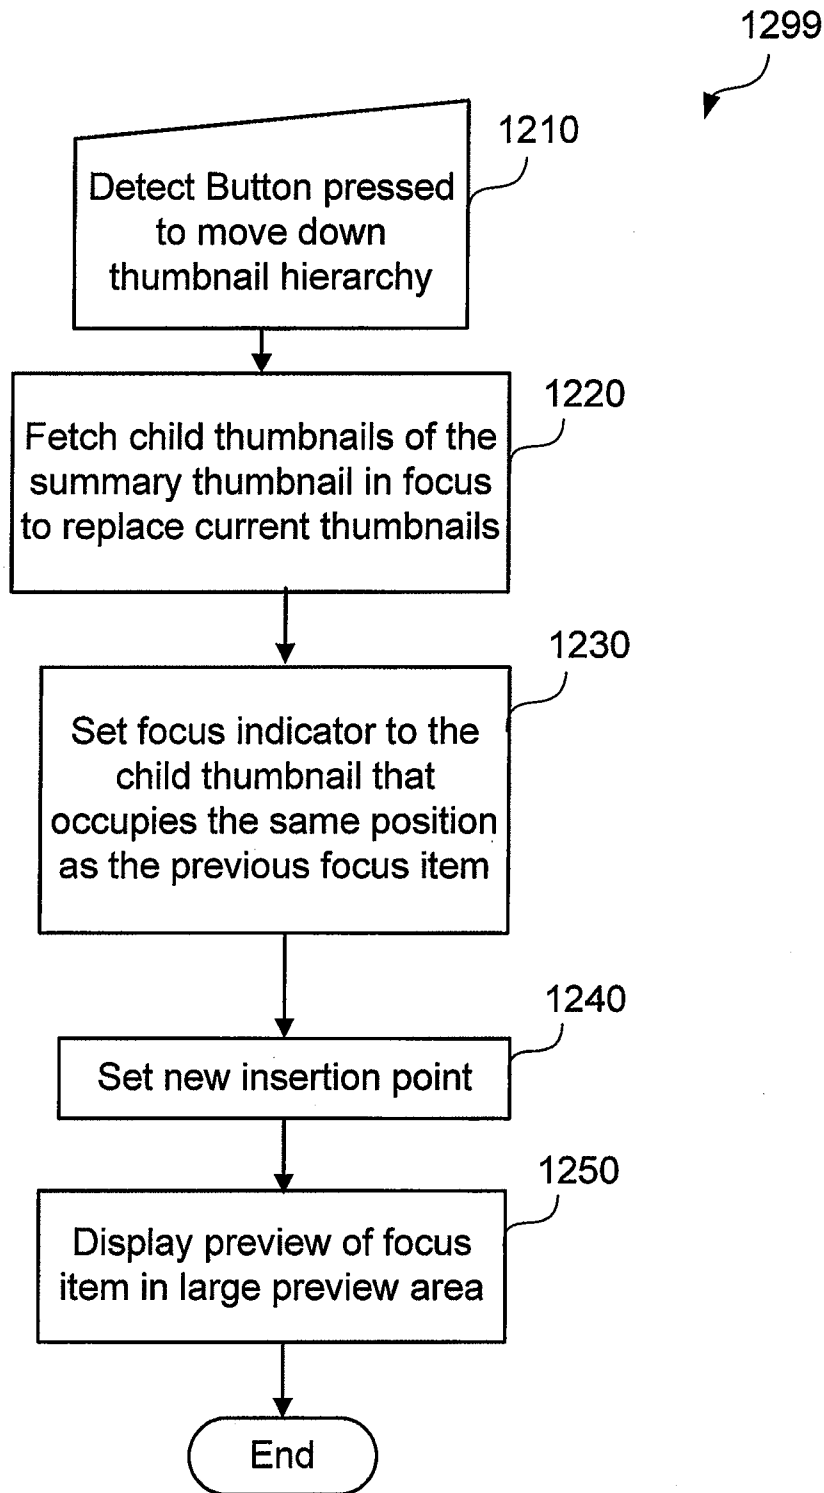 1299
1210
Detect Button pressed
to move down
thumbnail hierarchy
1220
Fetch child thumbnails of the
summary thumbnail in focus
to replace current thumbnails
1230
Set focus indicator to the
child thumbnail that
occupies the same position
as the previous focus item
1240
Set new insertion point
1250
Display preview of focus
item in large preview area
End